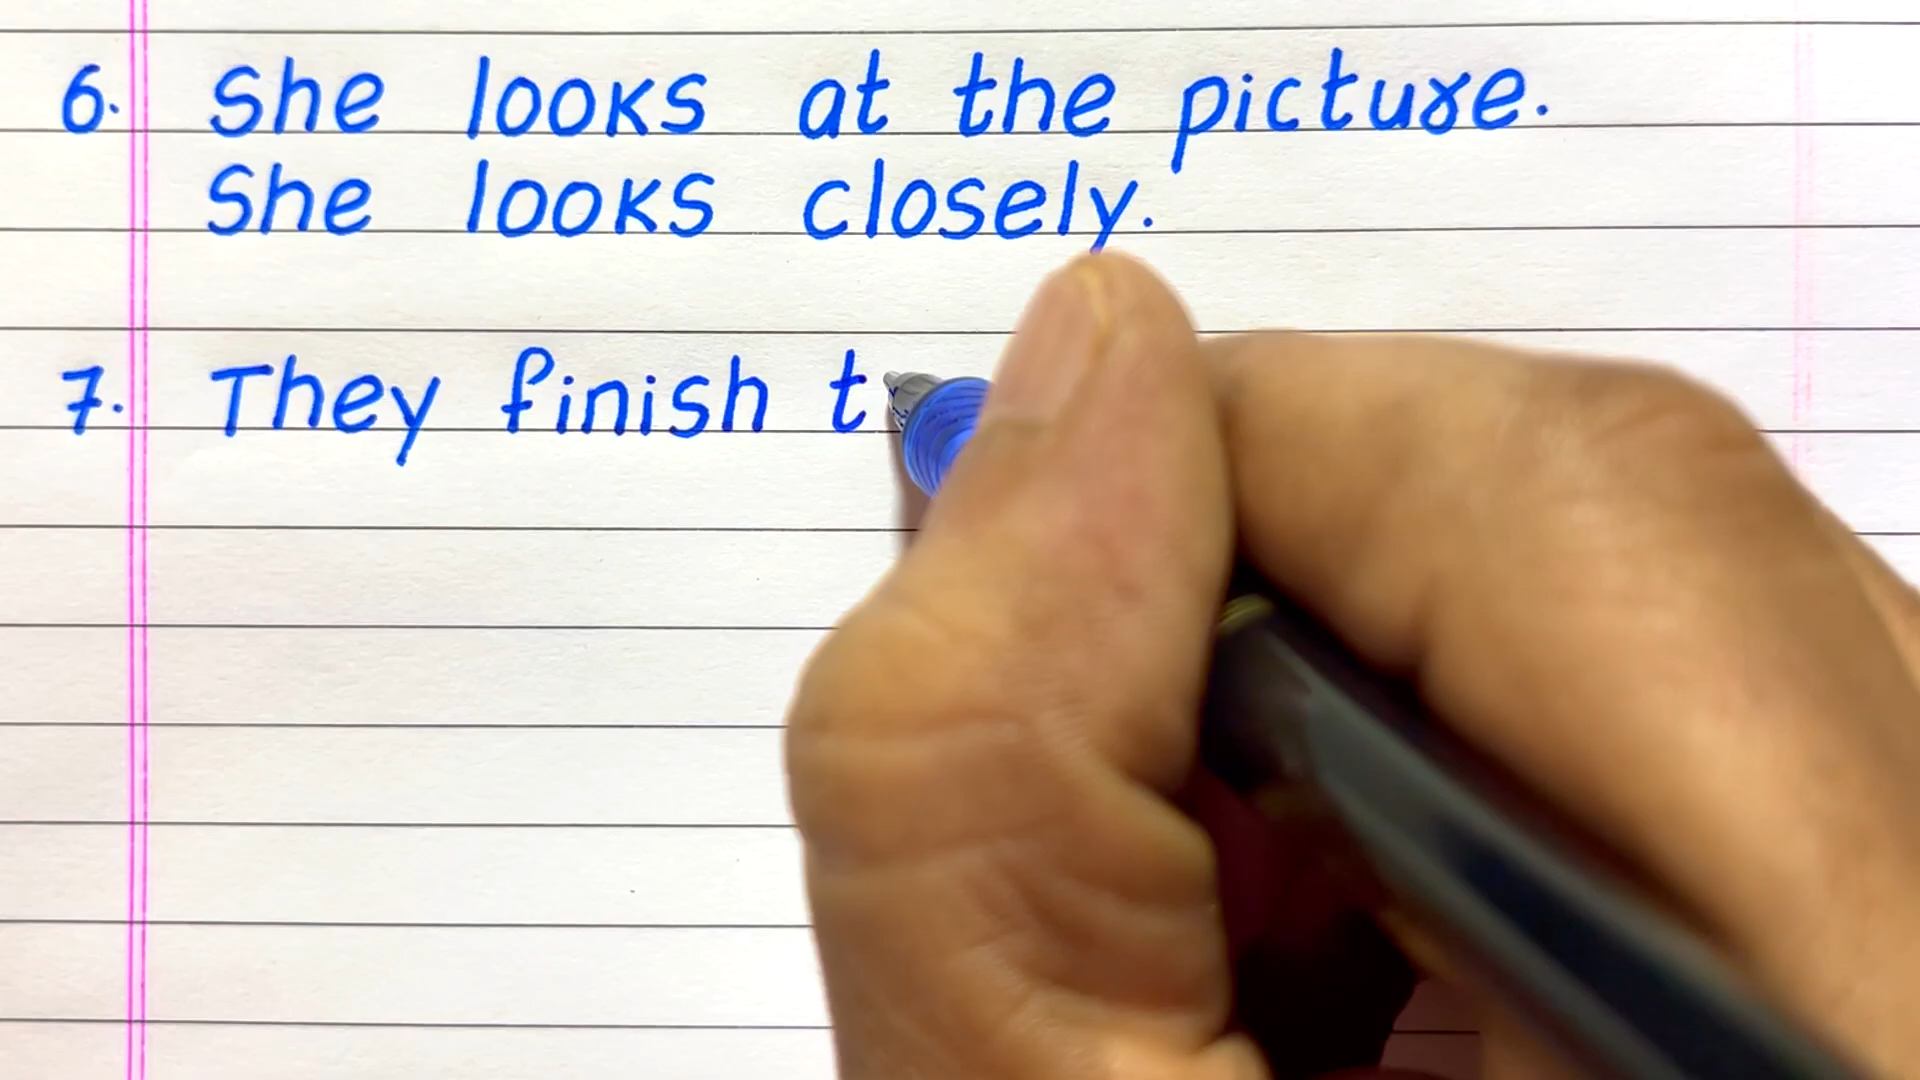 6. She looks at the picture.
She looks closely.
7. They finish t